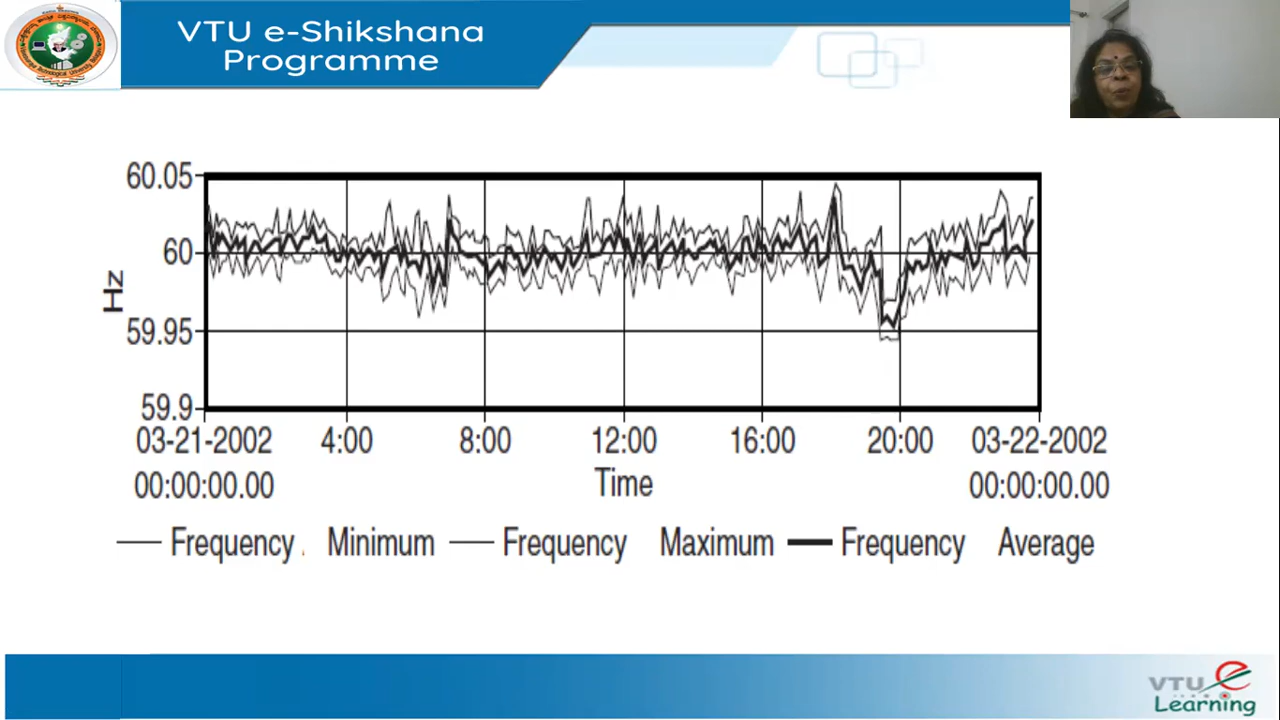 VTU e-Shikshana
Programme
60.05
60
59.95
59.9
Hz
03-21-2002 4:00 8:00 12:00 16:00 20:00 03-22-2002
00:00:00.00 Time 00:00:00.00
Frequency Minimum Frequency Maximum Frequency Average
VTU e
Learning